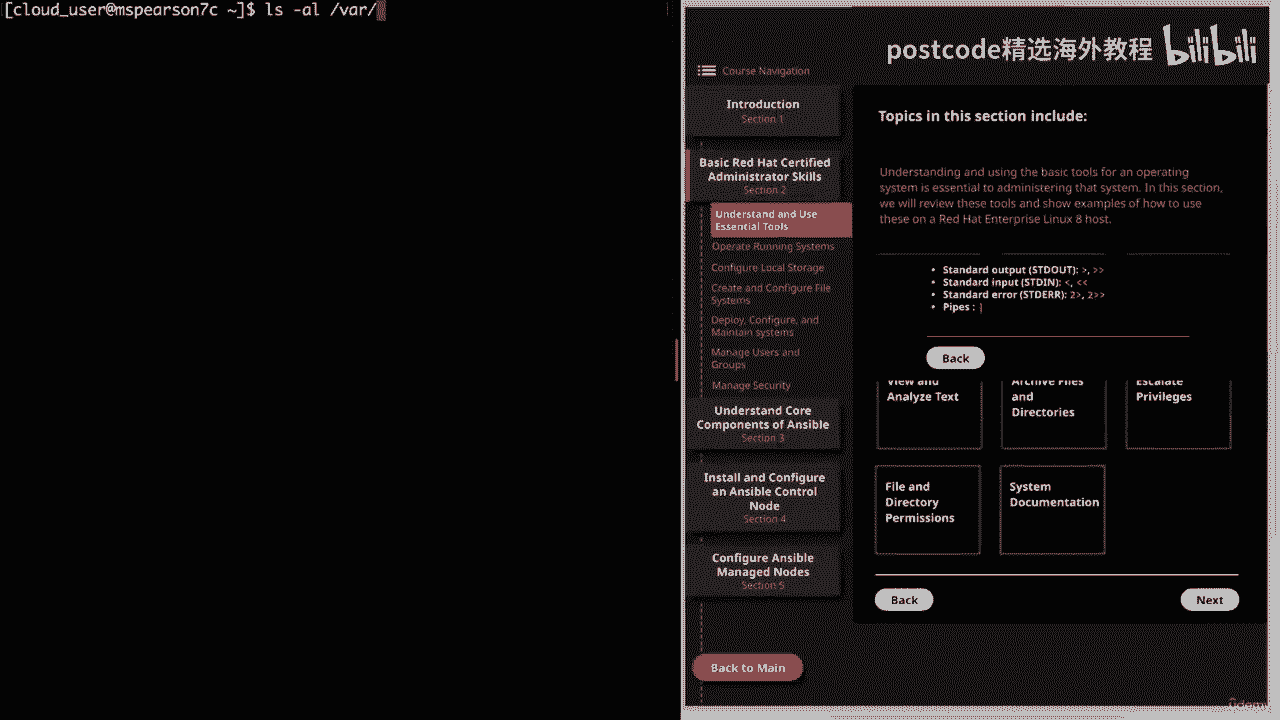 [cloud_user@mspearson7c ~]$ ls -al /var/
postcode精选海外教程 bilibili
Course Navigation
Introduction
Section 1
Basic Red Hat Certified
Administrator Skills
Section 2
Understand and Use
Essential Tools
Operate Running Systems
Configure Local Storage
Create and Configure File
Systems
Deploy, Configure, and
Maintain systems
Manage Users and
Groups
Manage Security
Understand Core
Components of Ansible
Section 3
Install and Configure
an Ansible Control
Node
Section 4
Configure Ansible
Managed Nodes
Section 5
Back to Main
Topics in this section include:
Understanding and using the basic tools for an operating
system is essential to administering that system. In this section,
we will review these tools and show examples of how to use
these on a Red Hat Enterprise Linux 8 host.
• Standard output (STDOUT): >, >>
• Standard input (STDIN): <, <<
• Standard error (STDERR): 2>, 2>>
• Pipes : |
Back
View and
Analyze Text
Archive Files
and
Directories
Escalate
Privileges
File and
Directory
Permissions
System
Documentation
Back
Next
ûdemy